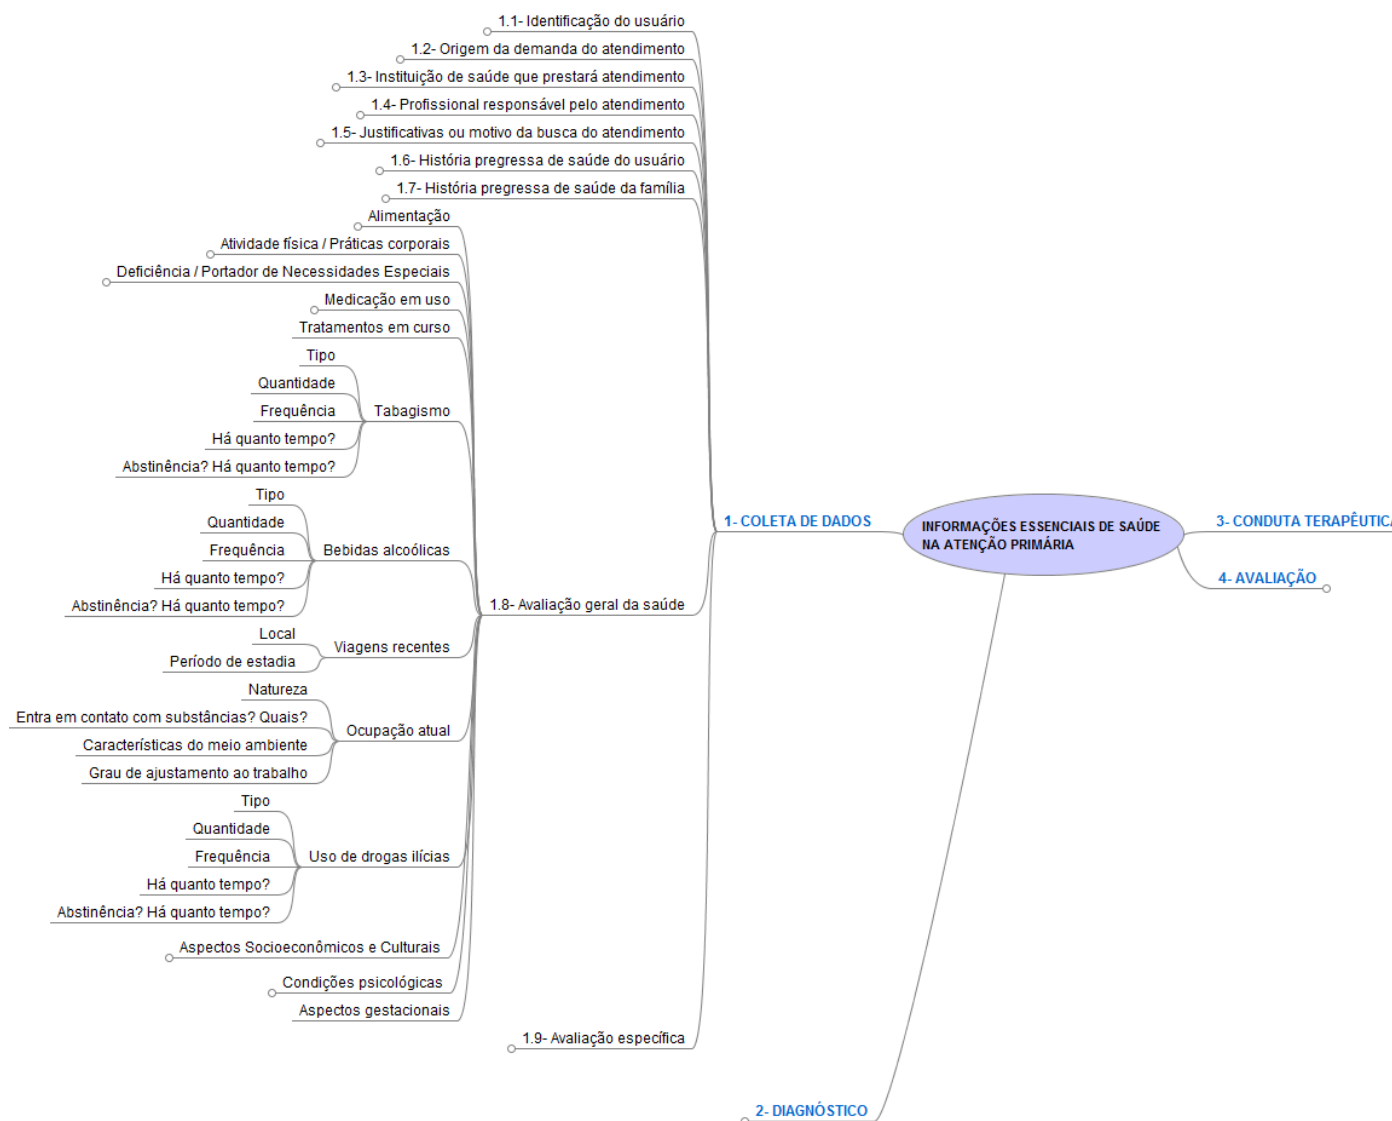 1.1- Identificação do usuário
1.2- Origem da demanda do atendimento
1.3- Instituição de saúde que prestará atendimento
1.4- Profissional responsável pelo atendimento
1.5- Justificativas ou motivo da busca do atendimento
1.6- História pregressa de saúde do usuário
1.7- História pregressa de saúde da família
Alimentação
Atividade física / Práticas corporais
Deficiência / Portador de Necessidades Especiais
Medicação em uso
Tratamentos em curso
Tipo
Quantidade
Frequência
Há quanto tempo?
Abstinência? Há quanto tempo?
Tabagismo
Tipo
Quantidade
Frequência
Há quanto tempo?
Abstinência? Há quanto tempo?
Bebidas alcoólicas
Local
Período de estadia
Viagens recentes
Natureza
Entra em contato com substâncias? Quais?
Características do meio ambiente
Grau de ajustamento ao trabalho
Ocupação atual
Tipo
Quantidade
Frequência
Há quanto tempo?
Abstinência? Há quanto tempo?
Uso de drogas ilícias
Aspectos Socioeconômicos e Culturais
Condições psicológicas
Aspectos gestacionais
1.8- Avaliação geral da saúde
1.9- Avaliação específica
1- COLETA DE DADOS
INFORMAÇÕES ESSENCIAIS DE SAÚDE
NA ATENÇÃO PRIMÁRIA
3- CONDUTA TERAPÊUTICA
4- AVALIAÇÃO
2- DIAGNÓSTICO